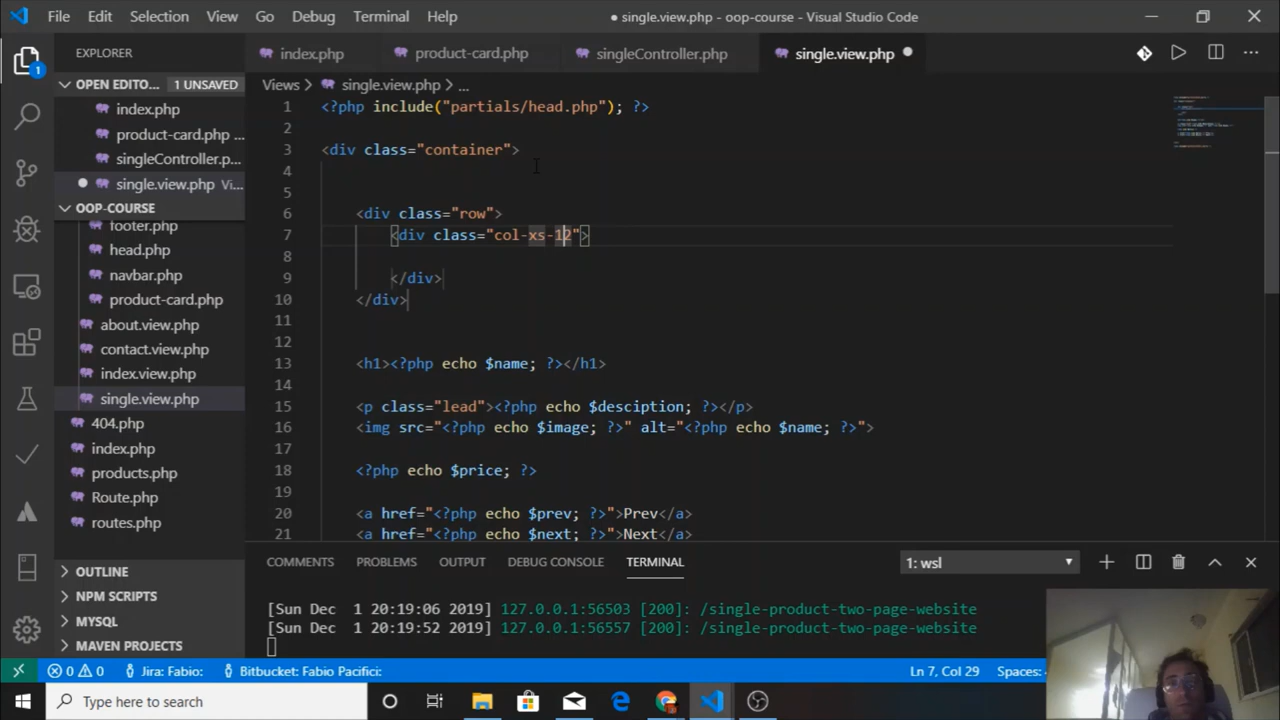 File Edit Selection View Go Debug Terminal Help
● single.view.php - oop-course - Visual Studio Code
EXPLORER
OPEN EDITO... 1 UNSAVED
index.php
product-card.php ...
singleController.p...
single.view.php Vi...
OOP-COURSE
footer.php
head.php
navbar.php
product-card.php
about.view.php
contact.view.php
index.view.php
single.view.php
404.php
index.php
products.php
Route.php
routes.php
OUTLINE
NPM SCRIPTS
MYSQL
MAVEN PROJECTS
1
index.php product-card.php singleController.php single.view.php
Views > single.view.php > ...
1 <?php include("partials/head.php"); ?>
2
3 <div class="container">
4
5
6 <div class="row">
7 <div class="col-xs-12">
8
9 </div>
10 </div>
11
12
13 <h1><?php echo $name; ?></h1>
14
15 <p class="lead"><?php echo $desciption; ?></p>
16 <img src="<?php echo $image; ?>" alt="<?php echo $name; ?>">
17
18 <?php echo $price; ?>
19
20 <a href="<?php echo $prev; ?>">Prev</a>
21 <a href="<?php echo $next; ?>">Next</a>
COMMENTS PROBLEMS OUTPUT DEBUG CONSOLE TERMINAL 1: wsl
[Sun Dec 1 20:19:06 2019] 127.0.0.1:56503 [200]: /single-product-two-page-website
[Sun Dec 1 20:19:52 2019] 127.0.0.1:56557 [200]: /single-product-two-page-website
0 0 Jira: Fabio: Bitbucket: Fabio Pacifici: Ln 7, Col 29 Spaces:
Type here to search